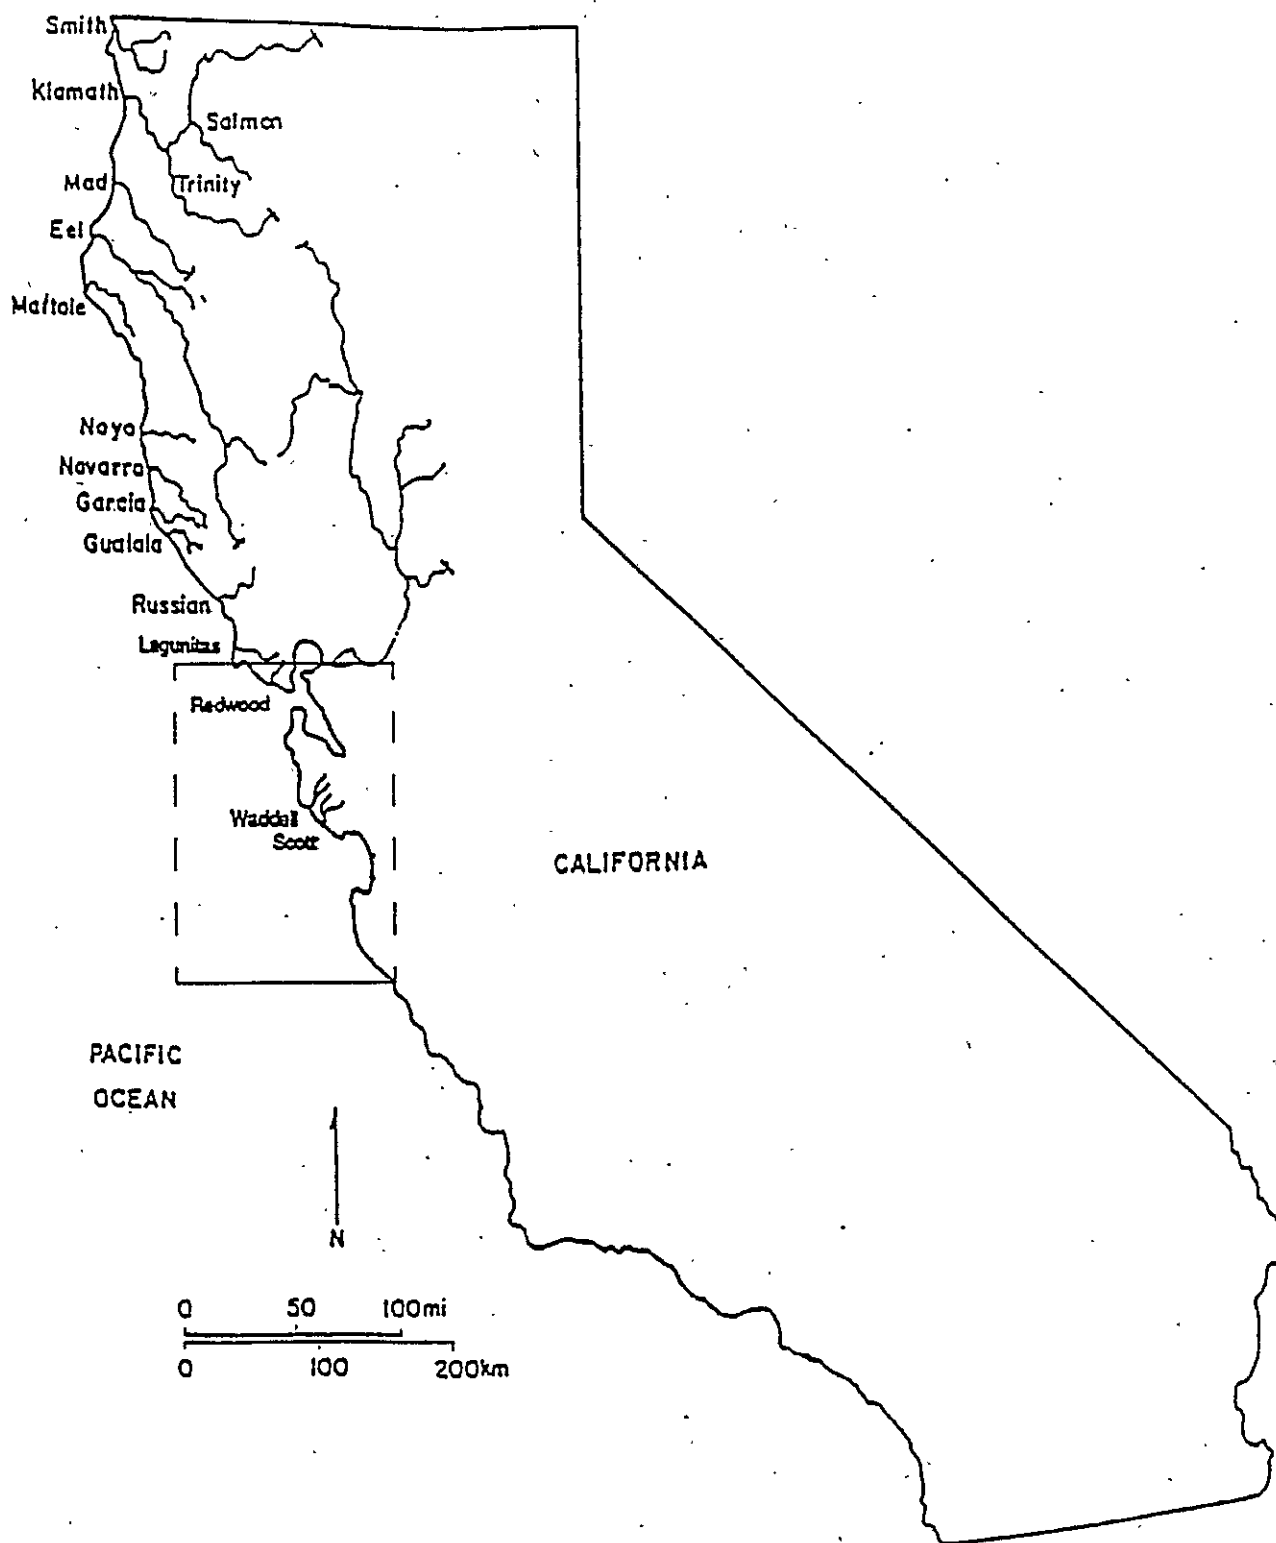 Smith
Klamath
Salmon
Mad
Trinity
Eel
Mattole
Noyo
Navarra
Garcia
Gualala
Russian
Lagunitas
Redwood
Waddell
Scott
CALIFORNIA
PACIFIC
OCEAN
N
0 50 100mi
0 100 200km